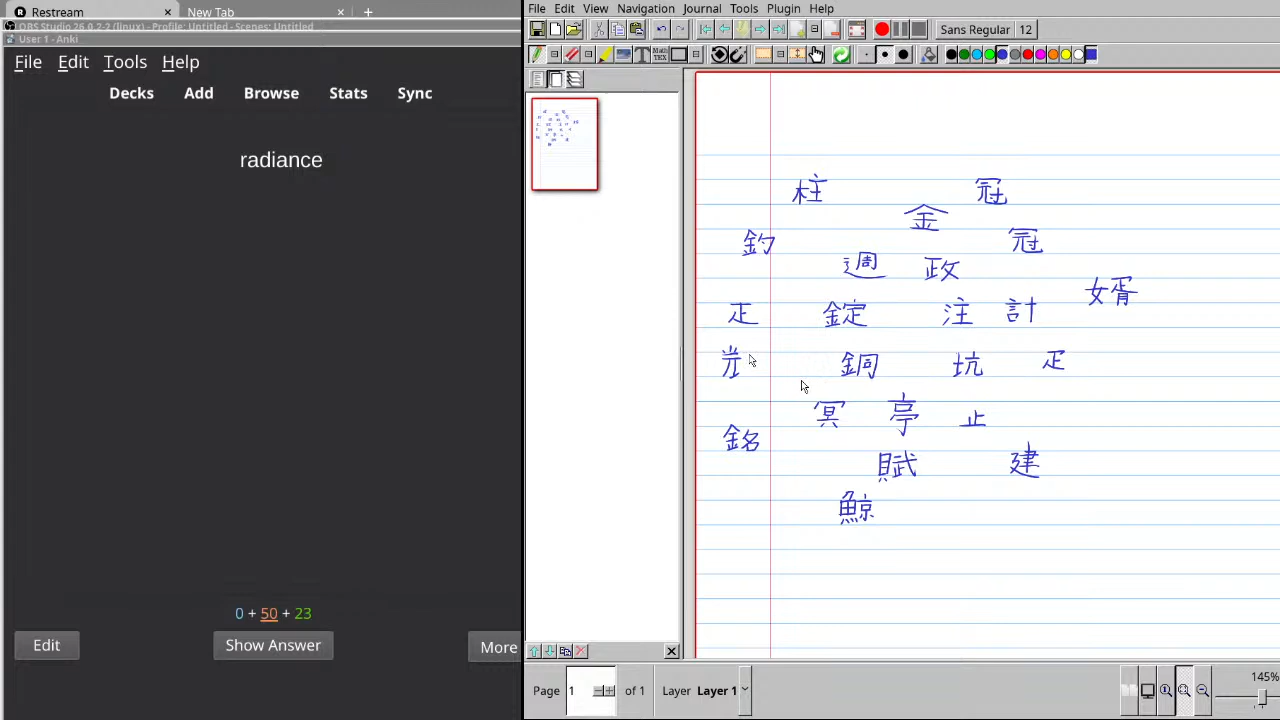 Restream × New Tab × +
OBS Studio 26.0.2-2 (linux) - Profile: Untitled - Scenes: Untitled
User 1 - Anki
File Edit Tools Help
Decks Add Browse Stats Sync
radiance
0 + 50 + 23
Edit Show Answer More
File Edit View Navigation Journal Tools Plugin Help
Sans Regular 12
柱 冠
金
釣 冠
週 政
婿
正 錠 注 計
銅 坑 疋
冥 亭 止
銘
賦 建
鯨
Page 1 of 1 Layer Layer 1
145%